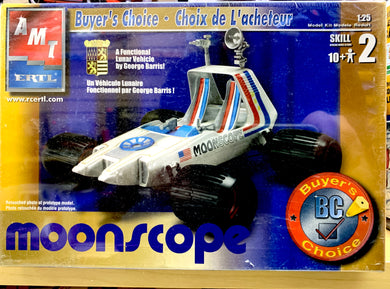 AMT
ERTL
www.rcertl.com
Buyer's Choice • Choix de L'acheteur
1:25
Model Kit Modèle Réduit
SKILL
2
10+
A Functional
Lunar Vehicle
by George Barris!
Un Véhicule Lunaire
Fonctionnel par George Barris!
MOONSCOPE
Retouched photo of prototype model.
Photo retouchée du modèle prototype.
moonscope
Buyer's
BC
Choice